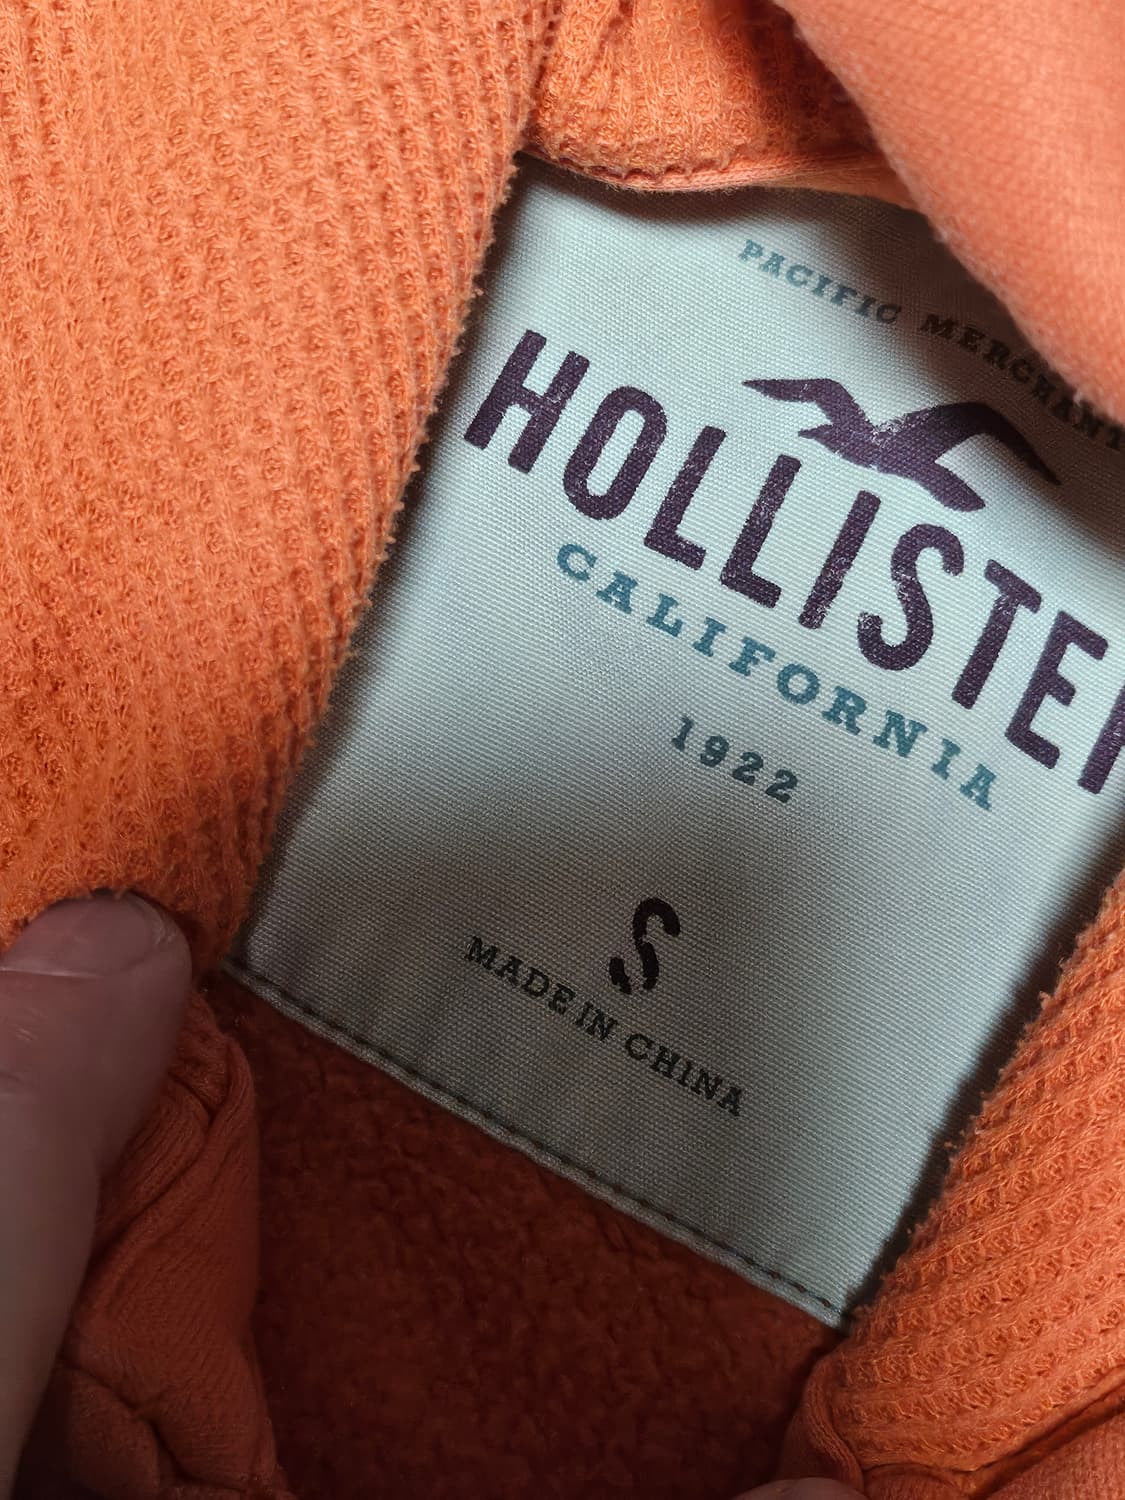 PACIFIC MERCHANT
HOLLISTER
CALIFORNIA
1922
S
MADE IN CHINA